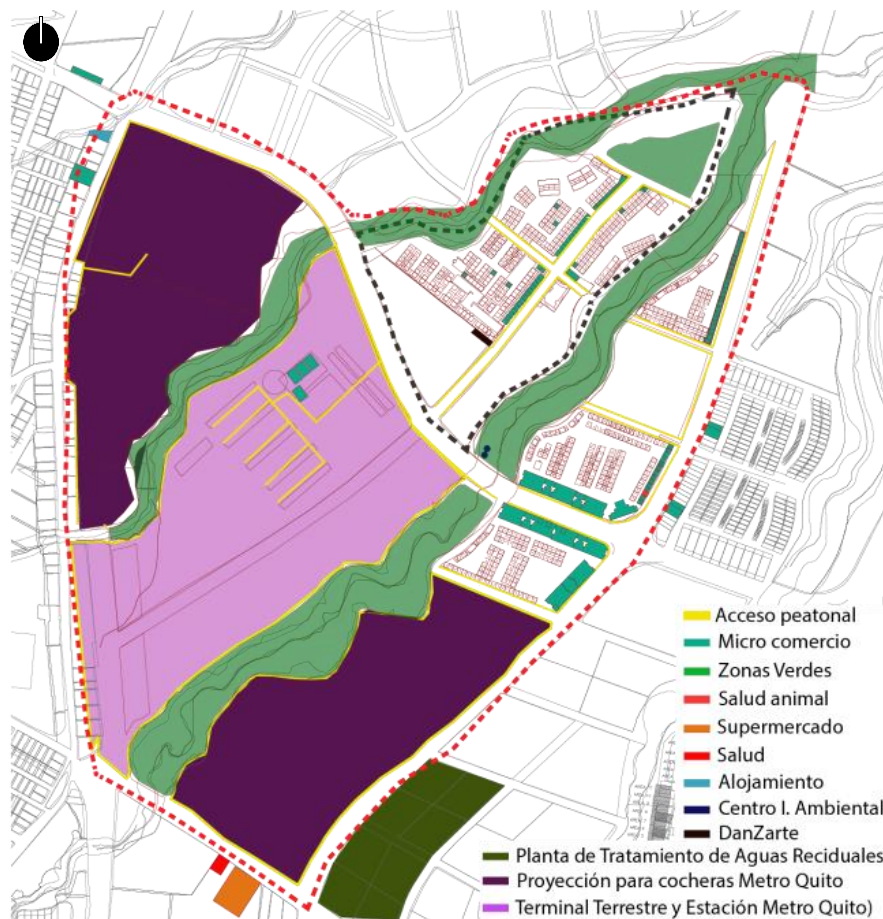 Acceso peatonal
Micro comercio
Zonas Verdes
Salud animal
Supermercado
Salud
Alojamiento
Centro I. Ambiental
DanZarte
Planta de Tratamiento de Aguas Reciduales
Proyección para cocheras Metro Quito
Terminal Terrestre y Estación Metro Quito)